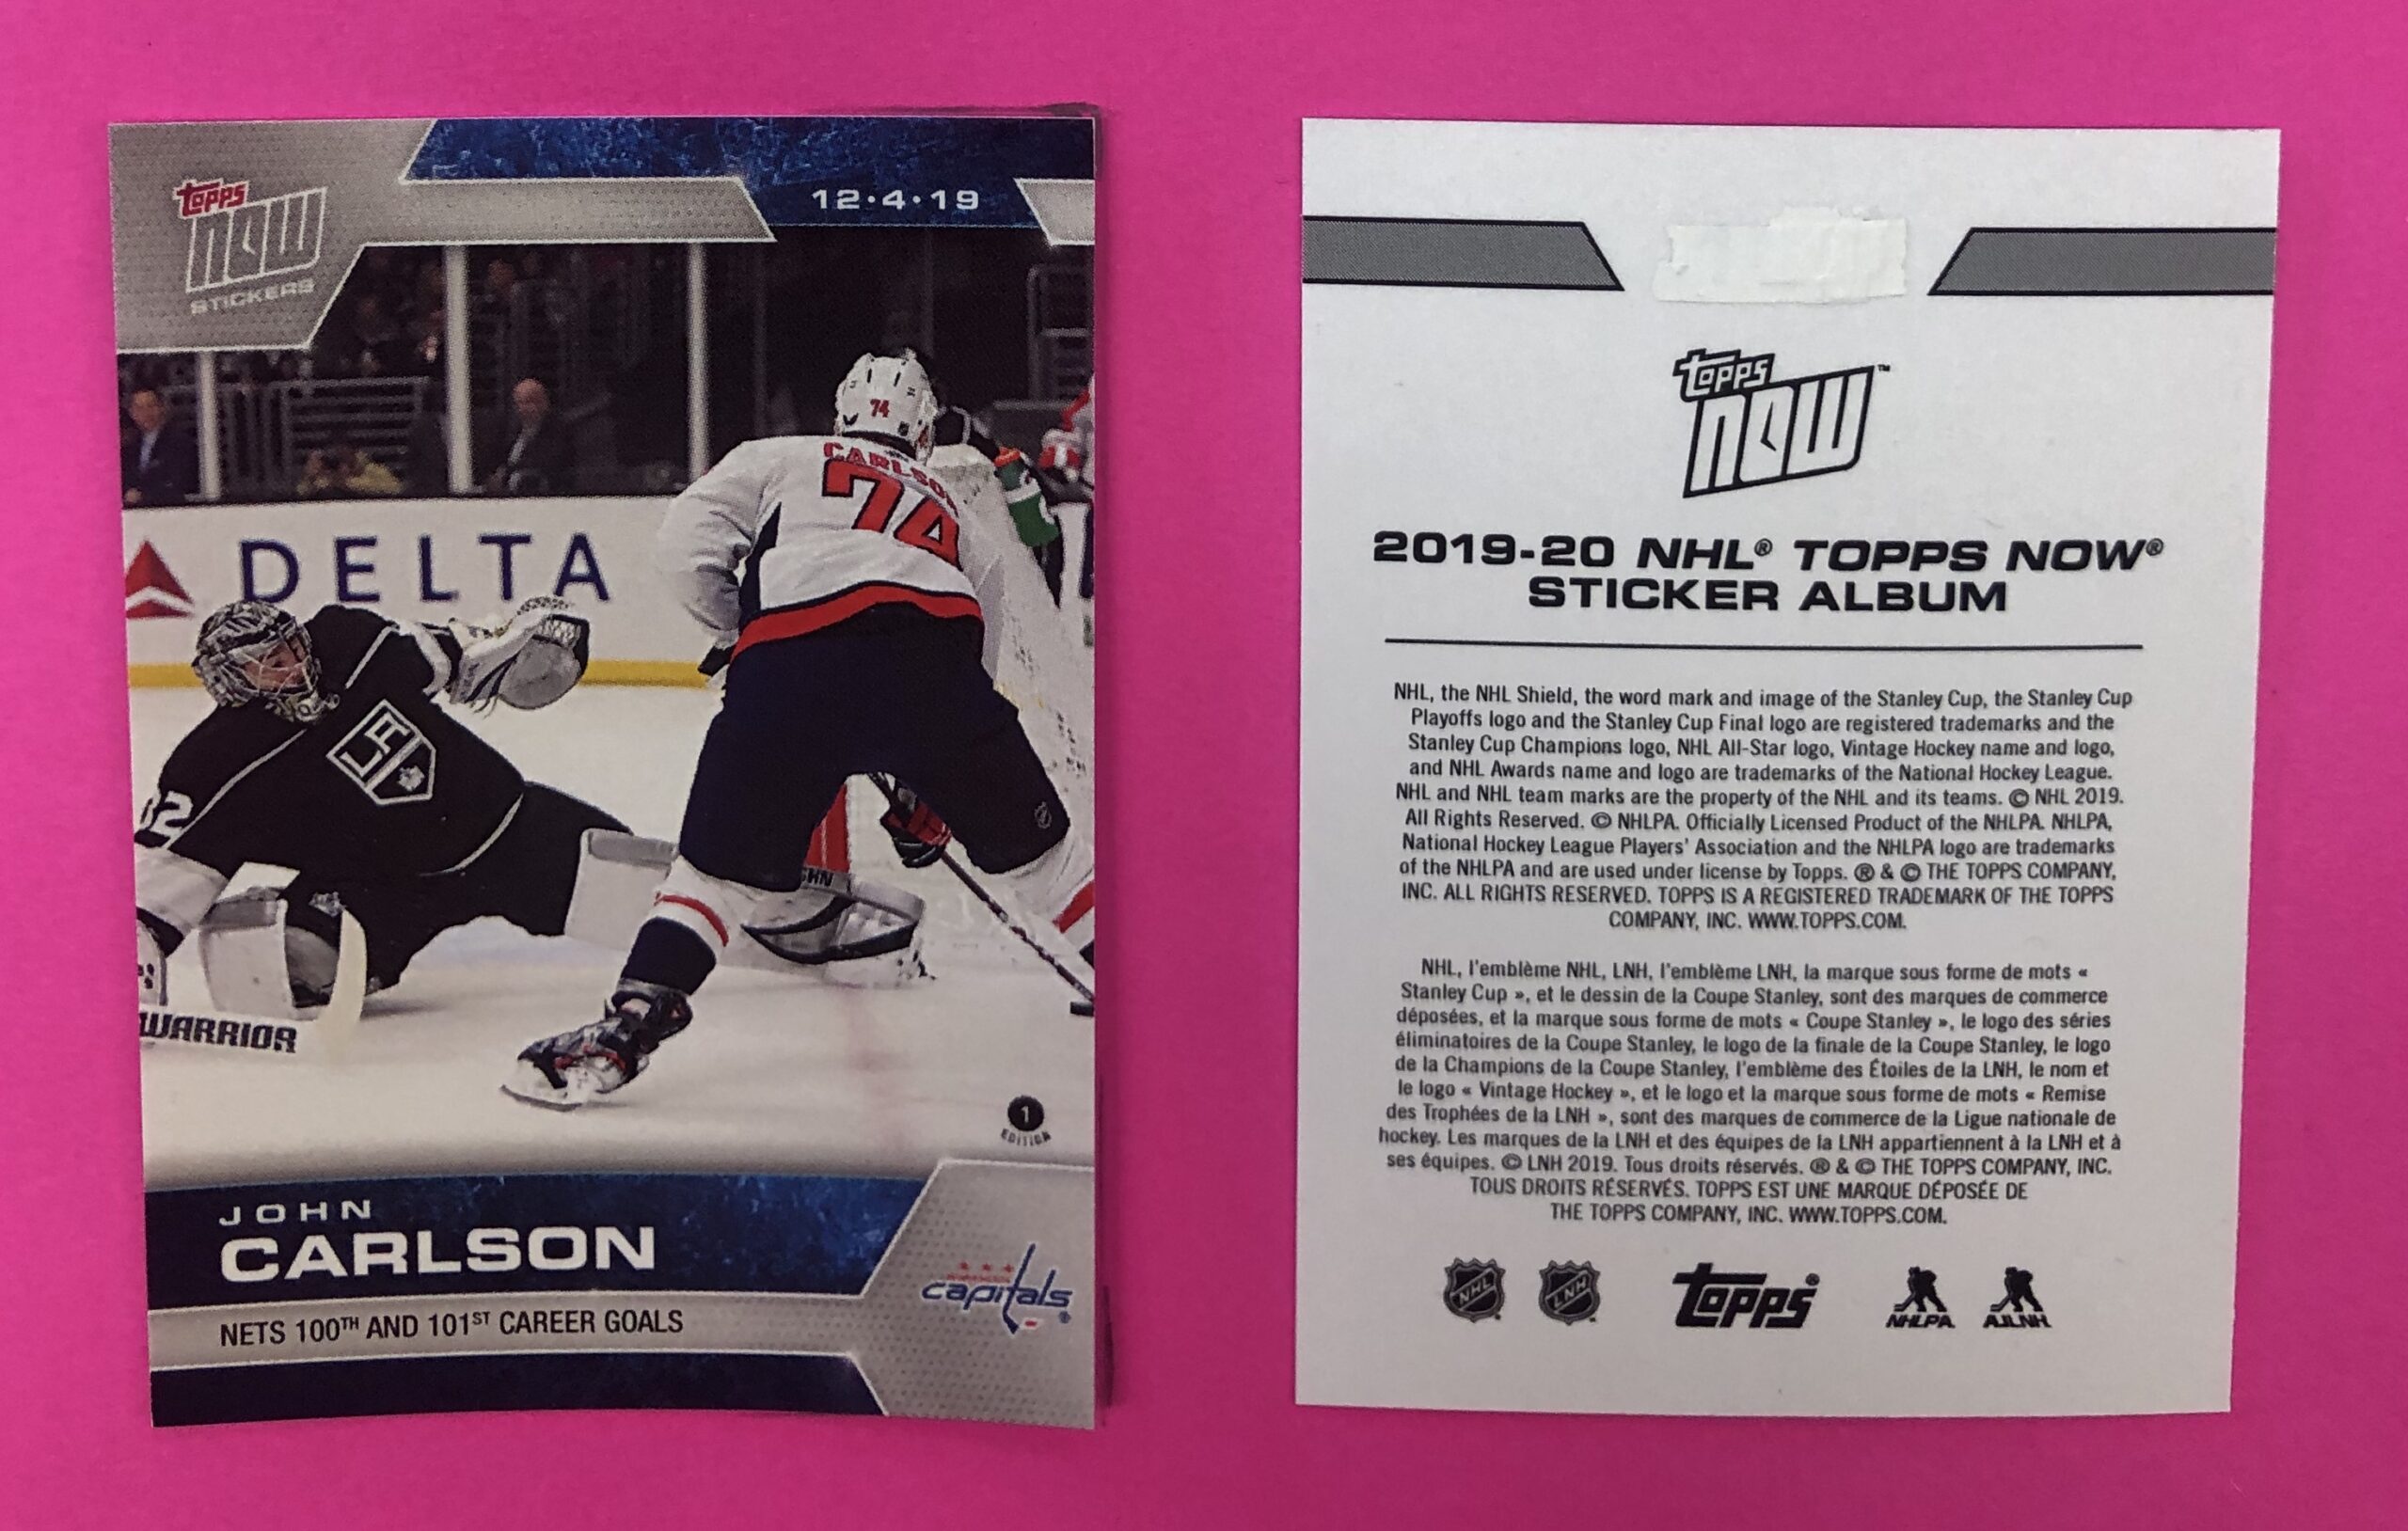 topps
NOW
STICKERS
12·4·19
74
CARLSON
74
DELTA
LA
32
WARRIOR
1
EDITION
JOHN
CARLSON
capitals
NETS 100TH AND 101ST CAREER GOALS
topps
NOW™
2019-20 NHL® TOPPS NOW®
STICKER ALBUM
NHL, the NHL Shield, the word mark and image of the Stanley Cup, the Stanley Cup
Playoffs logo and the Stanley Cup Final logo are registered trademarks and the
Stanley Cup Champions logo, NHL All-Star logo, Vintage Hockey name and logo,
and NHL Awards name and logo are trademarks of the National Hockey League.
NHL and NHL team marks are the property of the NHL and its teams. © NHL 2019.
All Rights Reserved. © NHLPA. Officially Licensed Product of the NHLPA. NHLPA,
National Hockey League Players' Association and the NHLPA logo are trademarks
of the NHLPA and are used under license by Topps. ® & © THE TOPPS COMPANY,
INC. ALL RIGHTS RESERVED. TOPPS IS A REGISTERED TRADEMARK OF THE TOPPS
COMPANY, INC. WWW.TOPPS.COM.
NHL, l'emblème NHL, LNH, l'emblème LNH, la marque sous forme de mots «
Stanley Cup », et le dessin de la Coupe Stanley, sont des marques de commerce
déposées, et la marque sous forme de mots « Coupe Stanley », le logo des séries
éliminatoires de la Coupe Stanley, le logo de la finale de la Coupe Stanley, le logo
de la Champions de la Coupe Stanley, l'emblème des Étoiles de la LNH, le nom et
le logo « Vintage Hockey », et le logo et la marque sous forme de mots « Remise
des Trophées de la LNH », sont des marques de commerce de la Ligue nationale de
hockey. Les marques de la LNH et des équipes de la LNH appartiennent à la LNH et à
ses équipes. © LNH 2019. Tous droits réservés. ® & © THE TOPPS COMPANY, INC.
TOUS DROITS RÉSERVÉS. TOPPS EST UNE MARQUE DÉPOSÉE DE
THE TOPPS COMPANY, INC. WWW.TOPPS.COM.
NHL LNH topps® NHLPA AJLNH